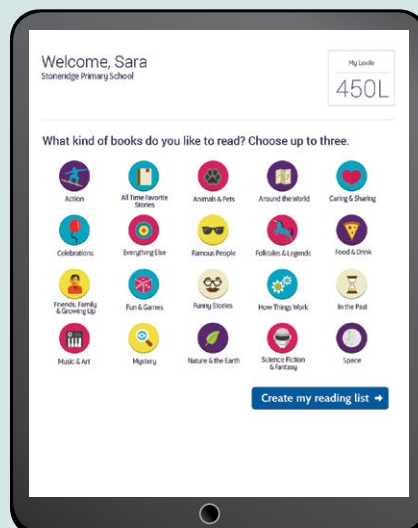 Welcome, Sara
Stoneridge Primary School
My Lexile
450L
What kind of books do you like to read? Choose up to three.
Action
All Time Favorite
Stories
Animals & Pets
Around the World
Caring & Sharing
Celebrations
Everything Else
Famous People
Folktales & Legends
Food & Drink
Friends, Family
& Growing Up
Fun & Games
Funny Stories
How Things Work
In the Past
Music & Art
Mystery
Nature & the Earth
Science Fiction
& Fantasy
Space
Create my reading list